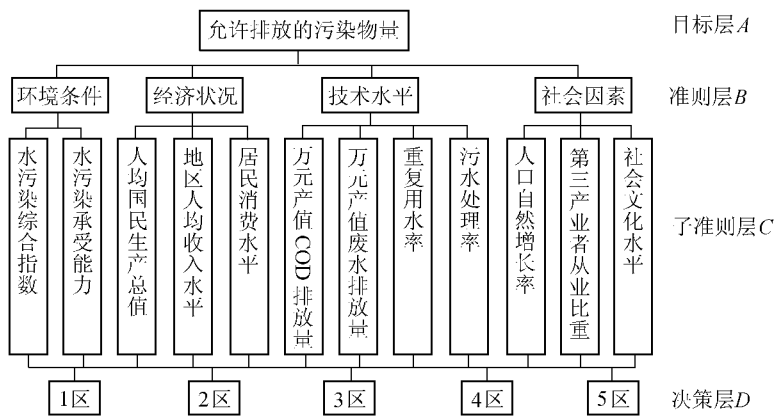 允许排放的污染物量
目标层A
环境条件
经济状况
技术水平
社会因素
准则层B
水污染综合指数
水污染承受能力
人均国民生产总值
地区人均收入水平
居民消费水平
万元产值COD排放量
万元产值废水排放量
重复用水率
污水处理率
人口自然增长率
第三产业者从业比重
社会文化水平
子准则层C
1区
2区
3区
4区
5区
决策层D